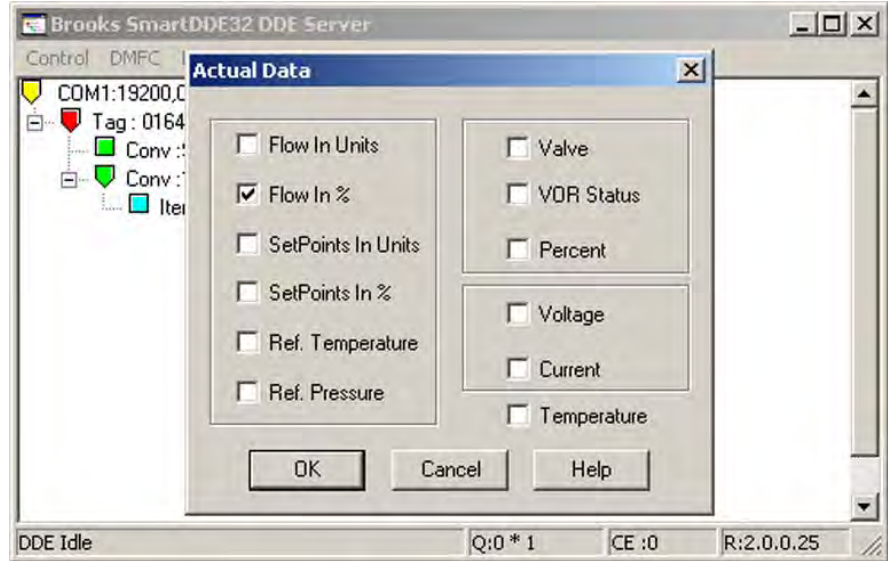 Brooks SmartDDE32 DDE Server
Control DMFC
Actual Data
COM1:19200,
Tag : 0164
Conv :
Conv :
Flow In Units
Flow In %
SetPoints In Units
SetPoints In %
Ref. Temperature
Ref. Pressure
Valve
VOR Status
Percent
Voltage
Current
Temperature
OK Cancel Help
DDE Idle Q:0 * 1 CE :0 R:2.0.0.25